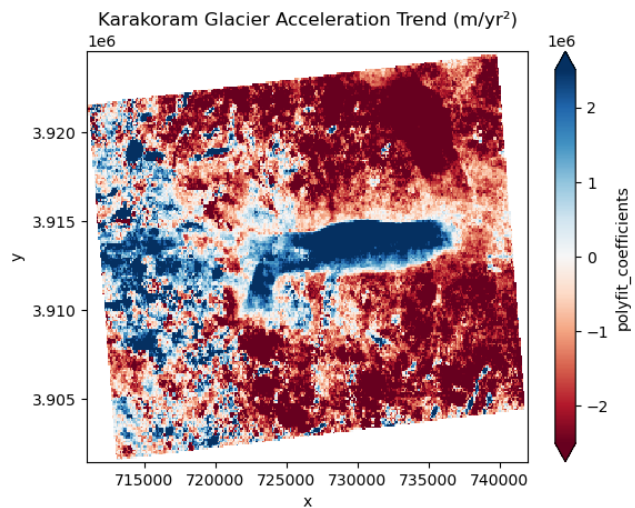 Karakoram Glacier Acceleration Trend (m/yr²)
1e6
1e6
3.920
3.915
3.910
3.905
y
715000 720000 725000 730000 735000 740000
x
2
1
0
−1
−2
polyfit_coefficients